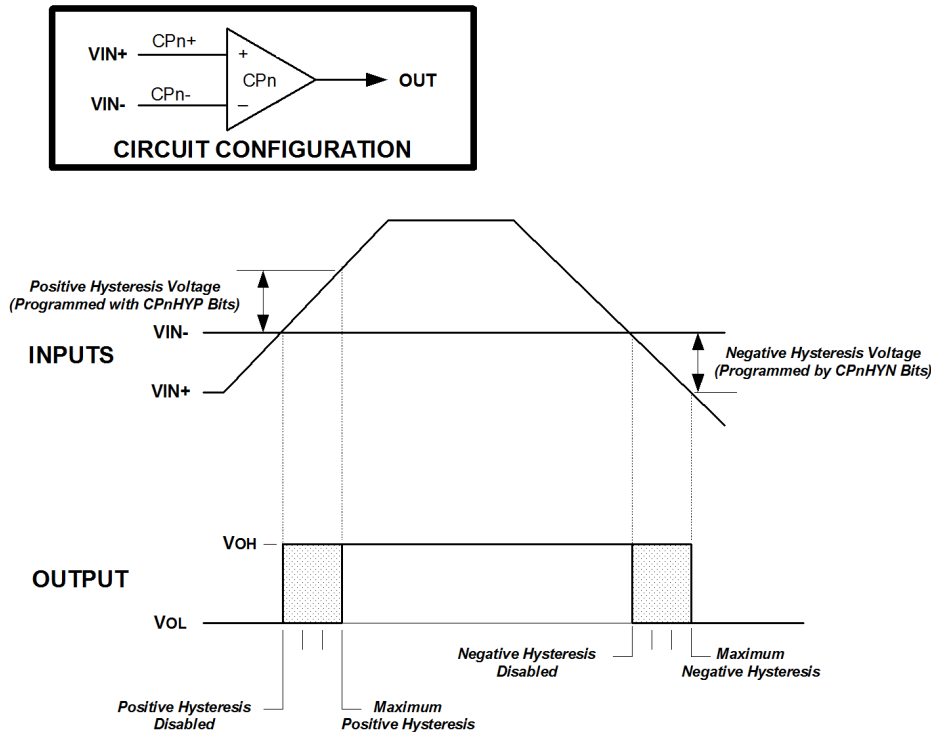 VIN+
CPn+
+
CPn
OUT
VIN-
CPn-
–
CIRCUIT CONFIGURATION
Positive Hysteresis Voltage
(Programmed with CPnHYP Bits)
VIN-
INPUTS
Negative Hysteresis Voltage
(Programmed by CPnHYN Bits)
VIN+
VOH
OUTPUT
VOL
Negative Hysteresis
Disabled
Maximum
Negative Hysteresis
Positive Hysteresis
Disabled
Maximum
Positive Hysteresis